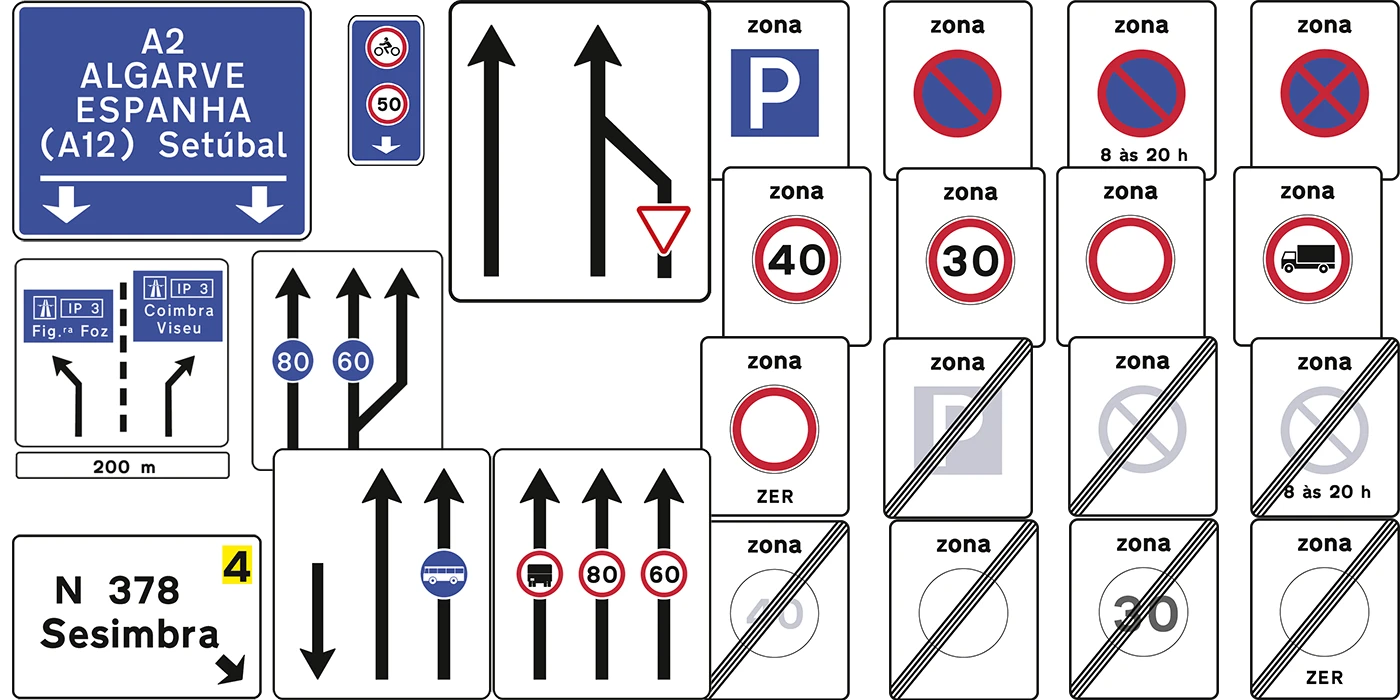 A2
ALGARVE
ESPANHA
(A12) Setúbal
50
zona
P
zona
zona
8 às 20 h
zona
zona
40
zona
30
zona
zona
IP 3
Fig.ʳᵃ Foz
IP 3
Coimbra
Viseu
200 m
80
60
zona
ZER
zona
P
zona
zona
8 às 20 h
4
N 378
Sesimbra
80
60
zona
40
zona
zona
30
zona
ZER